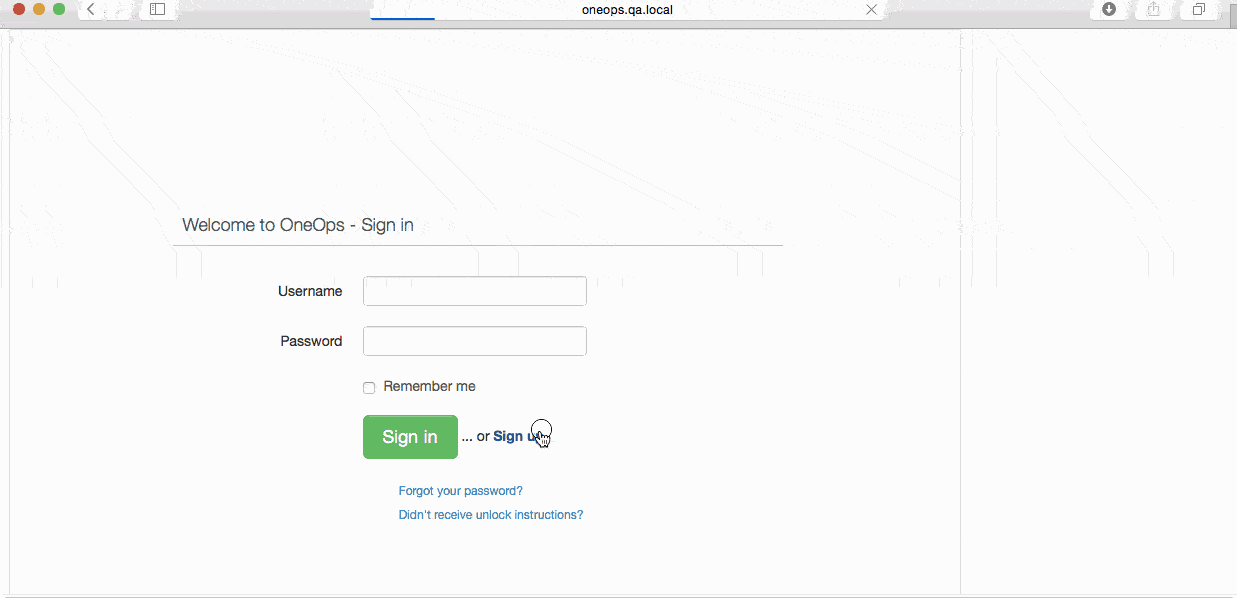 oneops.qa.local
Welcome to OneOps - Sign in
Username
Password
Remember me
Sign in ... or Sign
Forgot your password?
Didn't receive unlock instructions?